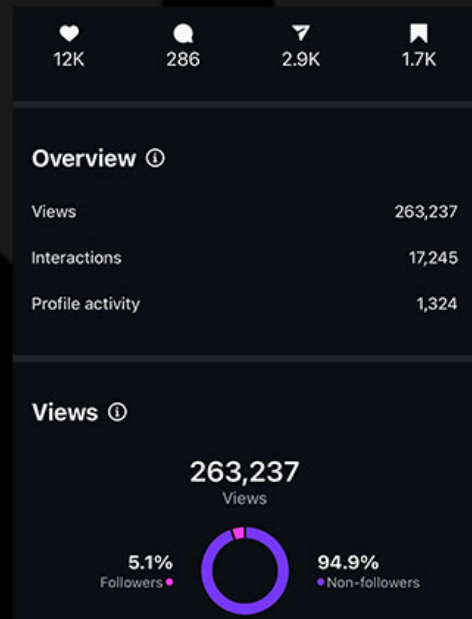 12K 286 2.9K 1.7K
Overview
Views 263,237
Interactions 17,245
Profile activity 1,324
Views
263,237
Views
5.1% 94.9%
Followers Non-followers